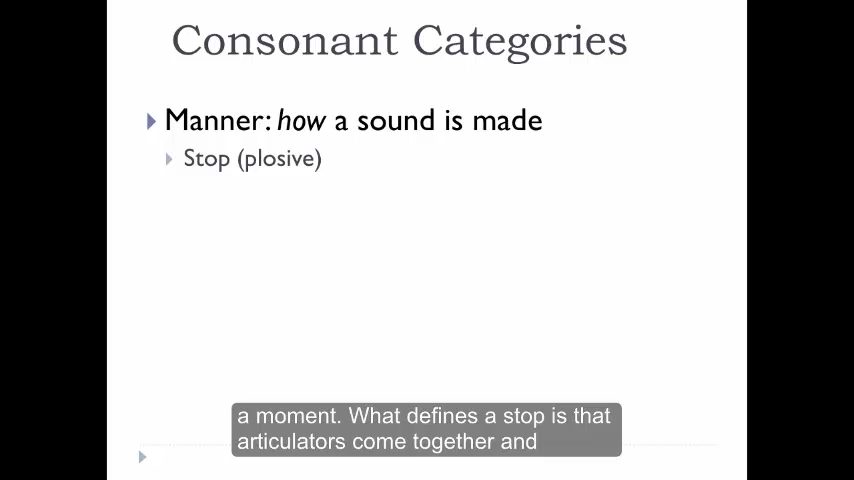 Consonant Categories
Manner: how a sound is made
Stop (plosive)
a moment. What defines a stop is that
articulators come together and